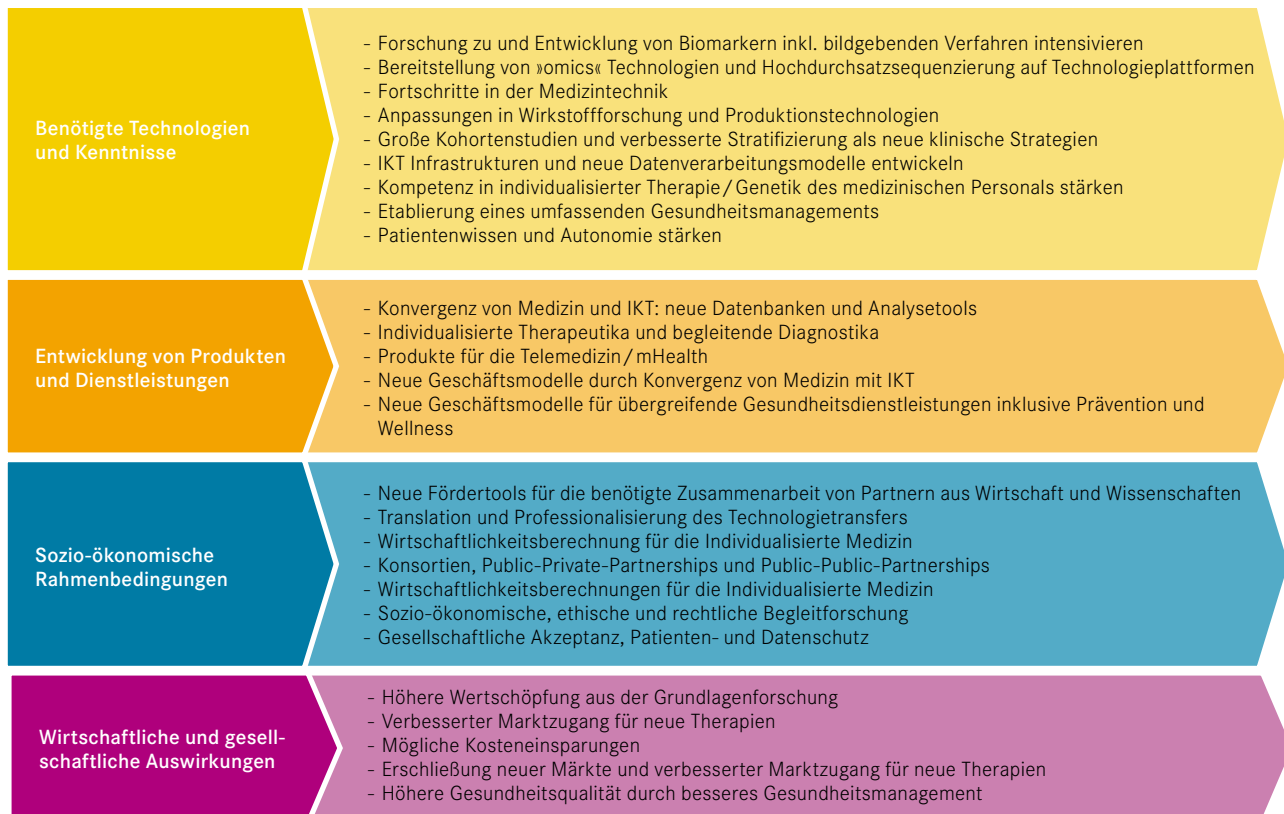 Benötigte Technologien
und Kenntnisse
- Forschung zu und Entwicklung von Biomarkern inkl. bildgebenden Verfahren intensivieren
- Bereitstellung von »omics« Technologien und Hochdurchsatzsequenzierung auf Technologieplattformen
- Fortschritte in der Medizintechnik
- Anpassungen in Wirkstoffforschung und Produktionstechnologien
- Große Kohortenstudien und verbesserte Stratifizierung als neue klinische Strategien
- IKT Infrastrukturen und neue Datenverarbeitungsmodelle entwickeln
- Kompetenz in individualisierter Therapie/Genetik des medizinischen Personals stärken
- Etablierung eines umfassenden Gesundheitsmanagements
- Patientenwissen und Autonomie stärken
Entwicklung von Produkten
und Dienstleistungen
- Konvergenz von Medizin und IKT: neue Datenbanken und Analysetools
- Individualisierte Therapeutika und begleitende Diagnostika
- Produkte für die Telemedizin/mHealth
- Neue Geschäftsmodelle durch Konvergenz von Medizin mit IKT
- Neue Geschäftsmodelle für übergreifende Gesundheitsdienstleistungen inklusive Prävention und
Wellness
Sozio-ökonomische
Rahmenbedingungen
- Neue Fördertools für die benötigte Zusammenarbeit von Partnern aus Wirtschaft und Wissenschaften
- Translation und Professionalisierung des Technologietransfers
- Wirtschaftlichkeitsberechnung für die Individualisierte Medizin
- Konsortien, Public-Private-Partnerships und Public-Public-Partnerships
- Wirtschaftlichkeitsberechnungen für die Individualisierte Medizin
- Sozio-ökonomische, ethische und rechtliche Begleitforschung
- Gesellschaftliche Akzeptanz, Patienten- und Datenschutz
Wirtschaftliche und gesell-
schaftliche Auswirkungen
- Höhere Wertschöpfung aus der Grundlagenforschung
- Verbesserter Marktzugang für neue Therapien
- Mögliche Kosteneinsparungen
- Erschließung neuer Märkte und verbesserter Marktzugang für neue Therapien
- Höhere Gesundheitsqualität durch besseres Gesundheitsmanagement